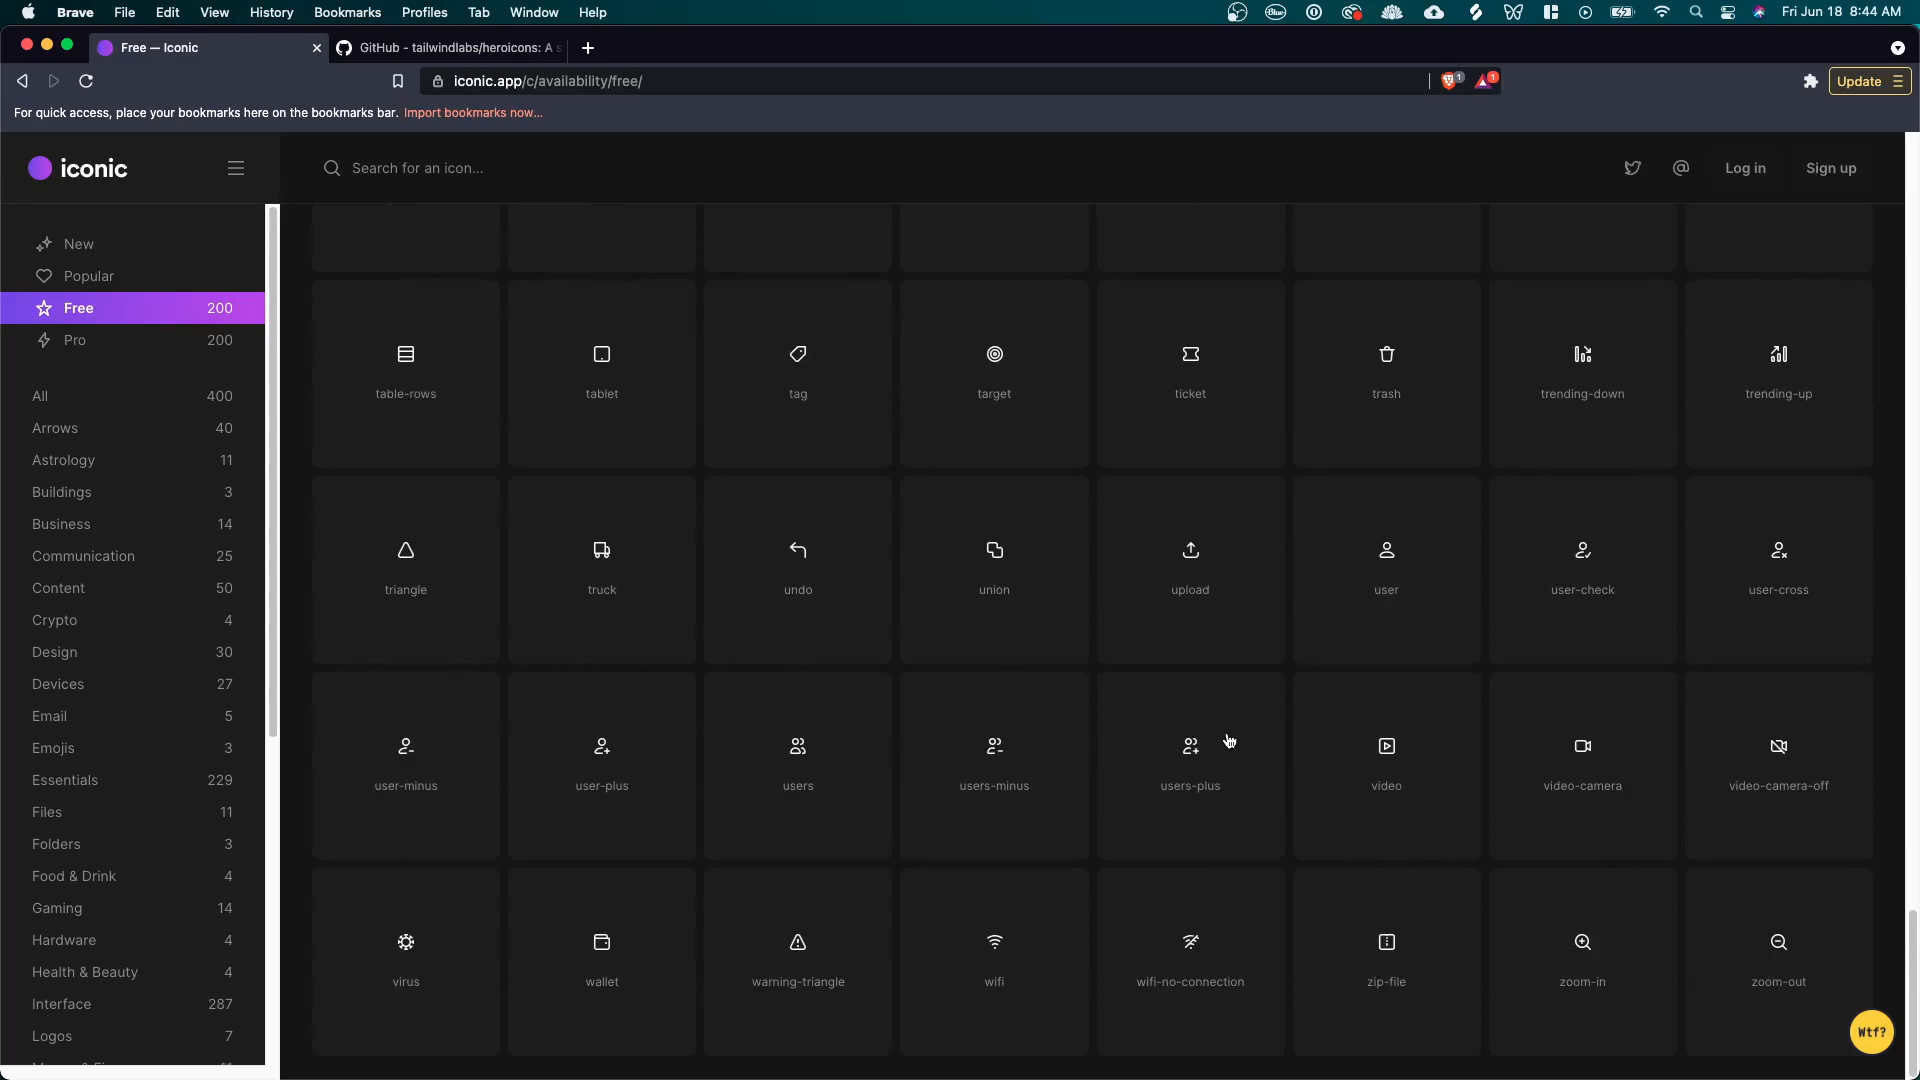 Brave File Edit View History Bookmarks Profiles Tab Window Help
Fri Jun 18 8:44 AM
Free — Iconic
GitHub - tailwindlabs/heroicons: A s
iconic.app/c/availability/free/
1
1
Update
For quick access, place your bookmarks here on the bookmarks bar. Import bookmarks now...
iconic
Search for an icon...
Log in
Sign up
New
Popular
Free 200
Pro 200
All 400
Arrows 40
Astrology 11
Buildings 3
Business 14
Communication 25
Content 50
Crypto 4
Design 30
Devices 27
Email 5
Emojis 3
Essentials 229
Files 11
Folders 3
Food & Drink 4
Gaming 14
Hardware 4
Health & Beauty 4
Interface 287
Logos 7
table-rows tablet tag target ticket trash trending-down trending-up
triangle truck undo union upload user user-check user-cross
user-minus user-plus users users-minus users-plus video video-camera video-camera-off
virus wallet warning-triangle wifi wifi-no-connection zip-file zoom-in zoom-out
Wtf?